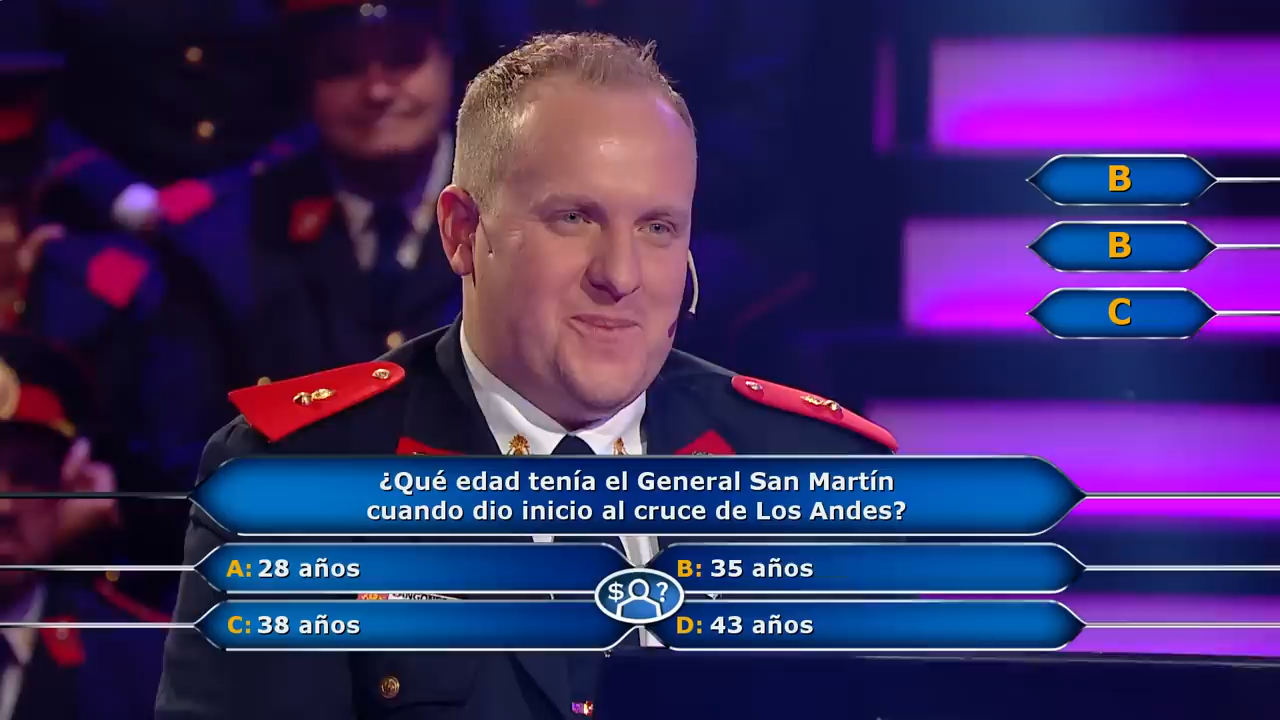 B
B
C
¿Qué edad tenía el General San Martín
cuando dio inicio al cruce de Los Andes?
A: 28 años
B: 35 años
$ ?
C: 38 años
D: 43 años